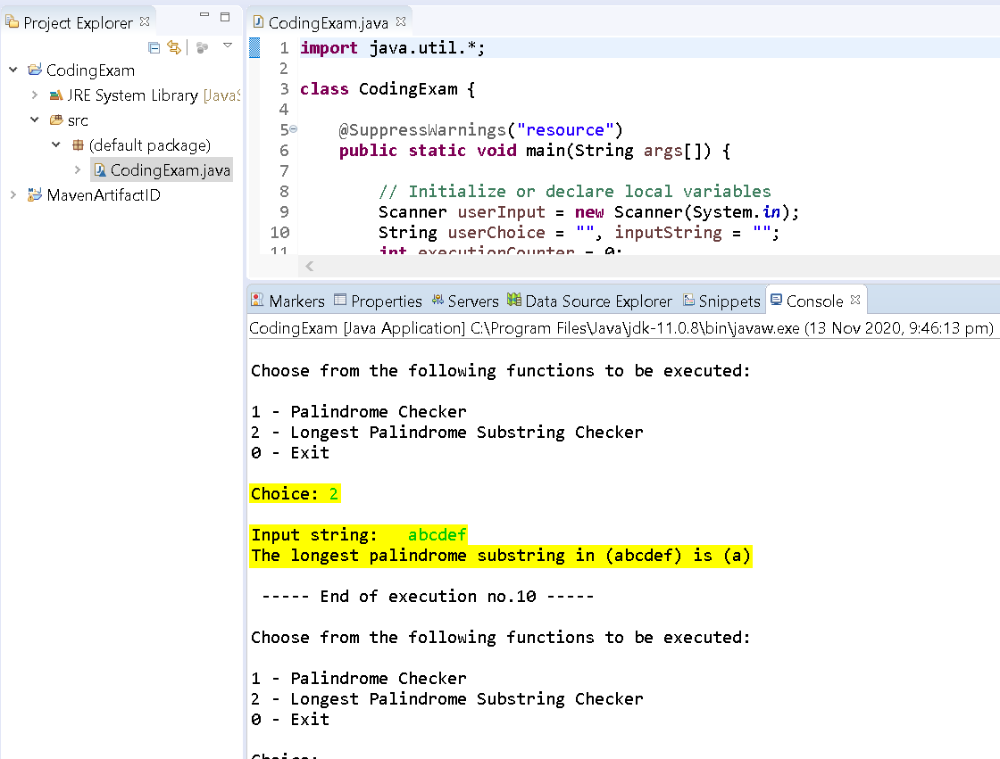 Project Explorer
CodingExam
JRE System Library [JavaS
src
(default package)
CodingExam.java
MavenArtifactID
CodingExam.java
1 import java.util.*;
2
3 class CodingExam {
4
5 @SuppressWarnings("resource")
6 public static void main(String args[]) {
7
8 // Initialize or declare local variables
9 Scanner userInput = new Scanner(System.in);
10 String userChoice = "", inputString = "";
11 int executionCounter = 0;
Markers Properties Servers Data Source Explorer Snippets Console
CodingExam [Java Application] C:\Program Files\Java\jdk-11.0.8\bin\javaw.exe (13 Nov 2020, 9:46:13 pm)
Choose from the following functions to be executed:
1 - Palindrome Checker
2 - Longest Palindrome Substring Checker
0 - Exit
Choice: 2
Input string: abcdef
The longest palindrome substring in (abcdef) is (a)
----- End of execution no.10 -----
Choose from the following functions to be executed:
1 - Palindrome Checker
2 - Longest Palindrome Substring Checker
0 - Exit
Choice: